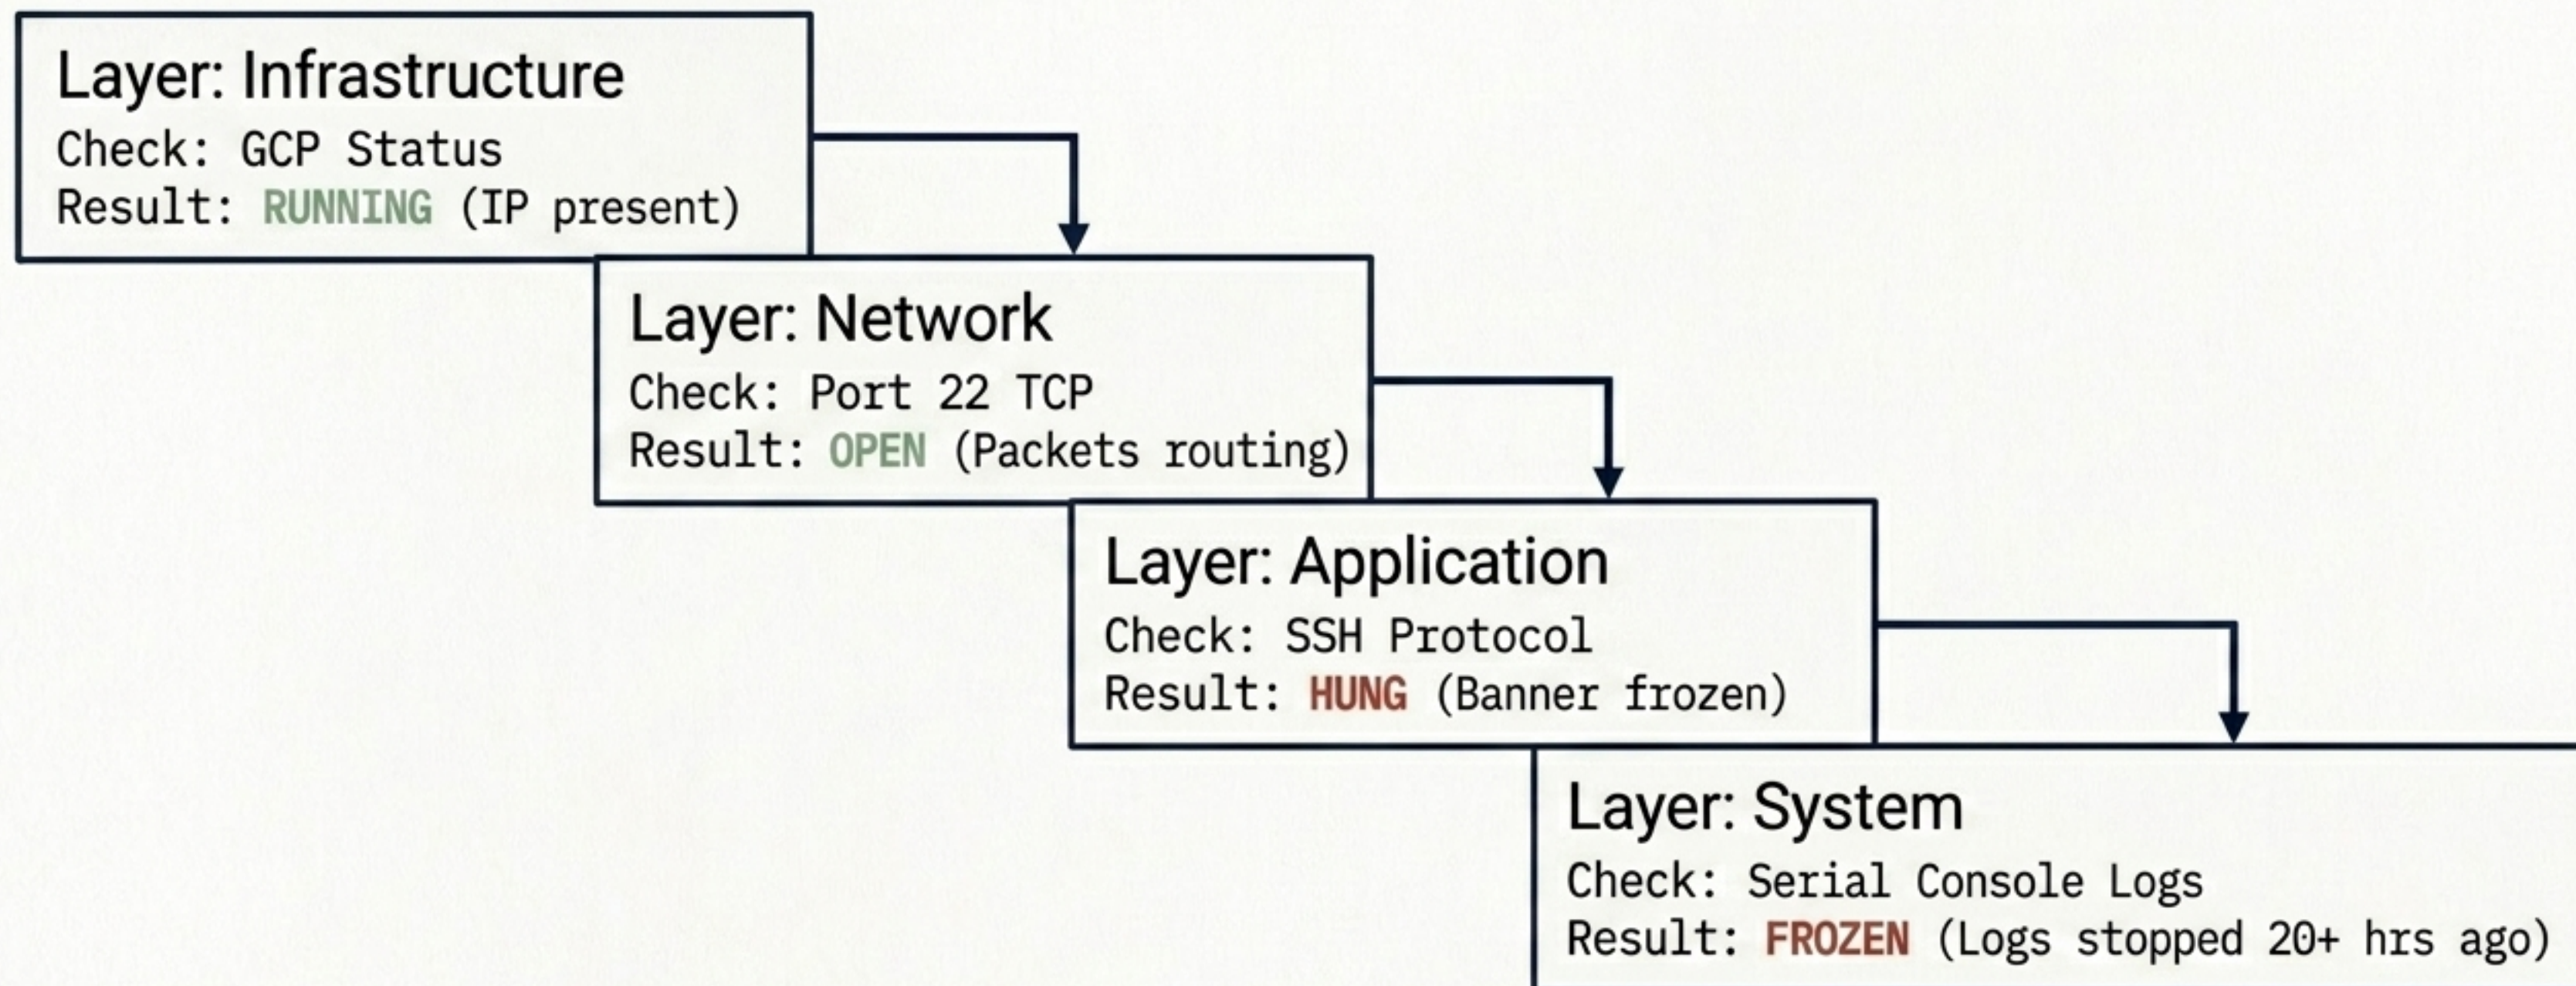 Layer: Infrastructure
Check: GCP Status
Result: RUNNING (IP present)
Layer: Network
Check: Port 22 TCP
Result: OPEN (Packets routing)
Layer: Application
Check: SSH Protocol
Result: HUNG (Banner frozen)
Layer: System
Check: Serial Console Logs
Result: FROZEN (Logs stopped 20+ hrs ago)